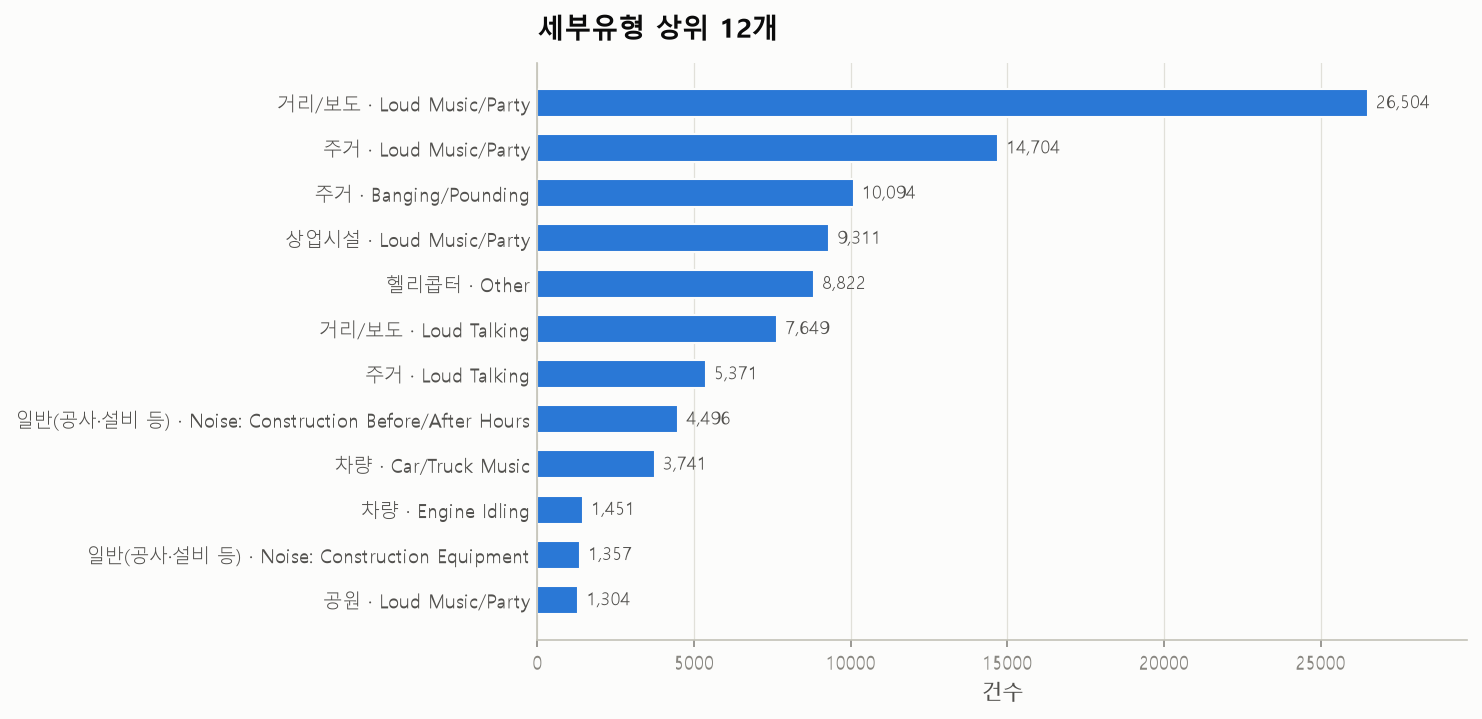 세부유형 상위 12개
거리/보도 · Loud Music/Party 26,504
주거 · Loud Music/Party 14,704
주거 · Banging/Pounding 10,094
상업시설 · Loud Music/Party 9,311
헬리콥터 · Other 8,822
거리/보도 · Loud Talking 7,649
주거 · Loud Talking 5,371
일반(공사·설비 등) · Noise: Construction Before/After Hours 4,496
차량 · Car/Truck Music 3,741
차량 · Engine Idling 1,451
일반(공사·설비 등) · Noise: Construction Equipment 1,357
공원 · Loud Music/Party 1,304
0 5000 10000 15000 20000 25000
건수